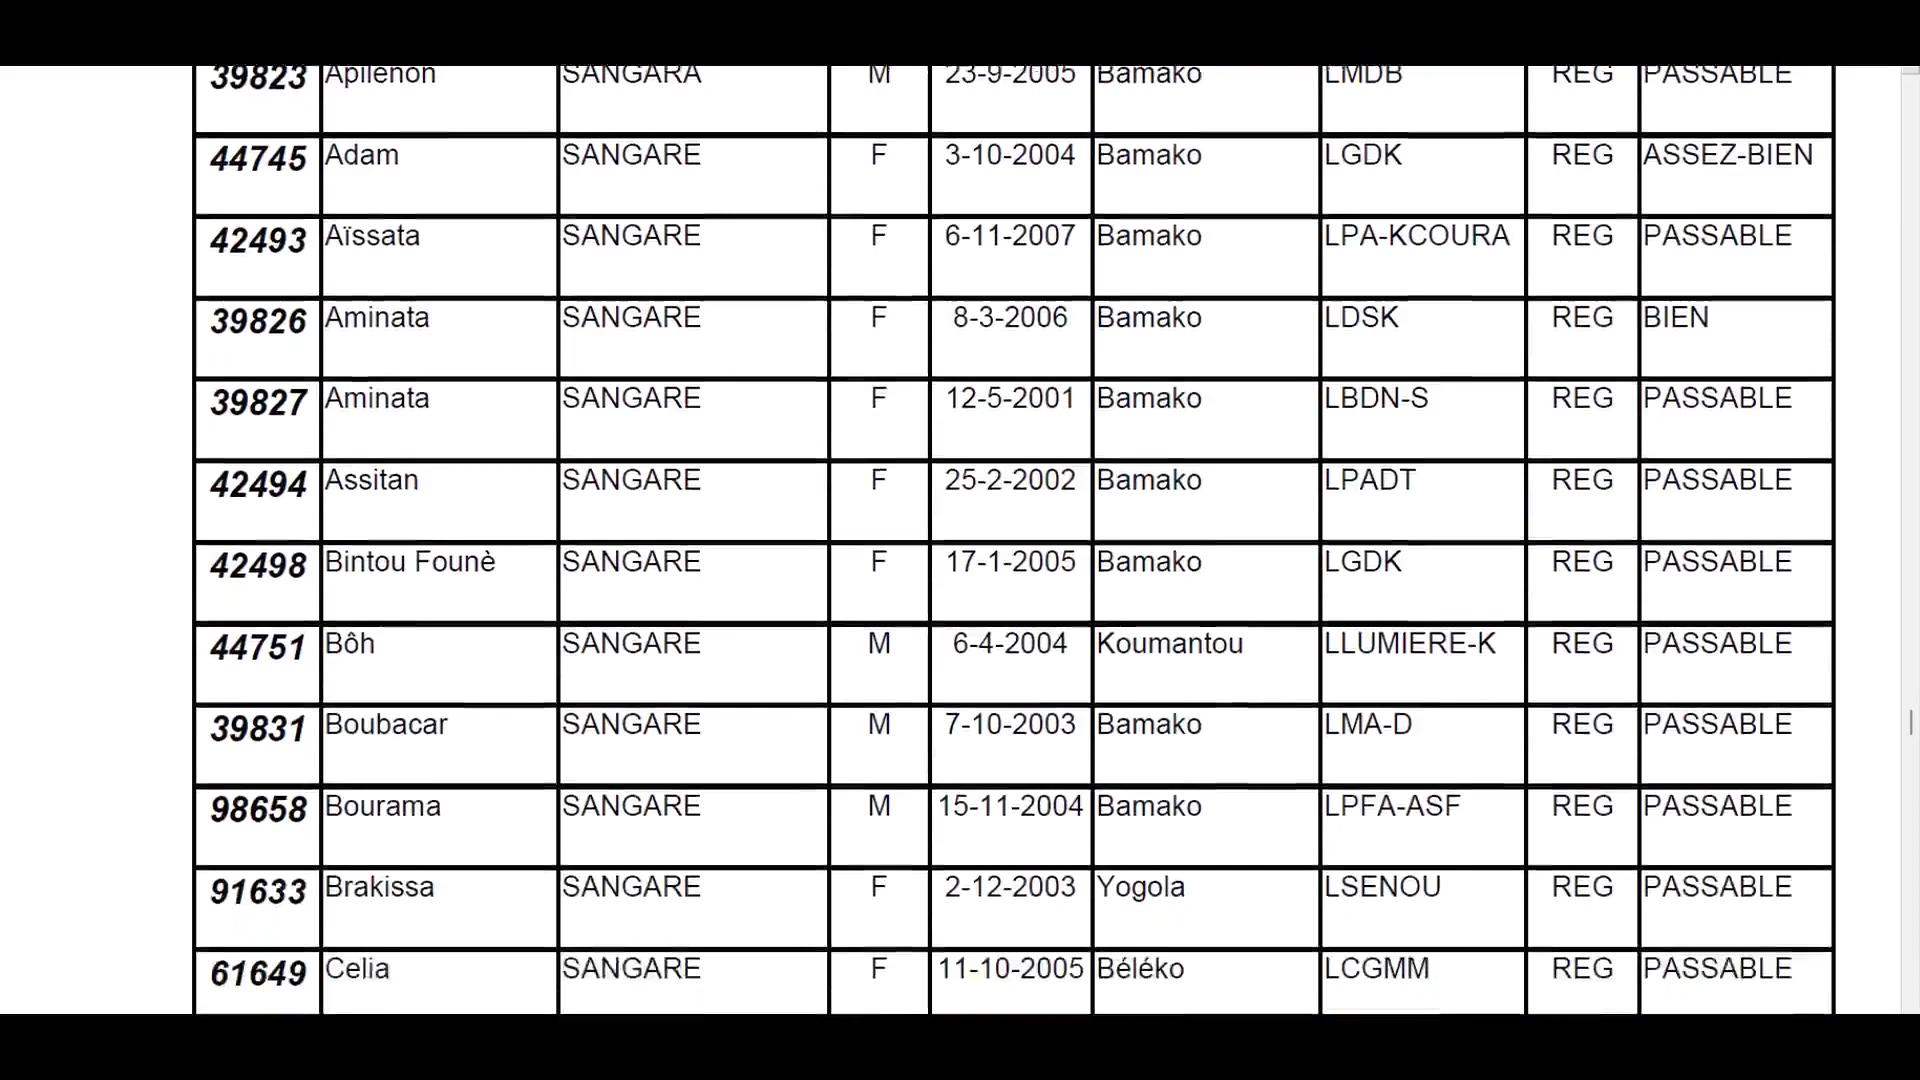 39823 Apilenon SANGARA M 23-9-2005 Bamako LMDB REG PASSABLE
44745 Adam SANGARE F 3-10-2004 Bamako LGDK REG ASSEZ-BIEN
42493 Aïssata SANGARE F 6-11-2007 Bamako LPA-KCOURA REG PASSABLE
39826 Aminata SANGARE F 8-3-2006 Bamako LDSK REG BIEN
39827 Aminata SANGARE F 12-5-2001 Bamako LBDN-S REG PASSABLE
42494 Assitan SANGARE F 25-2-2002 Bamako LPADT REG PASSABLE
42498 Bintou Founè SANGARE F 17-1-2005 Bamako LGDK REG PASSABLE
44751 Bôh SANGARE M 6-4-2004 Koumantou LLUMIERE-K REG PASSABLE
39831 Boubacar SANGARE M 7-10-2003 Bamako LMA-D REG PASSABLE
98658 Bourama SANGARE M 15-11-2004 Bamako LPFA-ASF REG PASSABLE
91633 Brakissa SANGARE F 2-12-2003 Yogola LSENOU REG PASSABLE
61649 Celia SANGARE F 11-10-2005 Béléko LCGMM REG PASSABLE